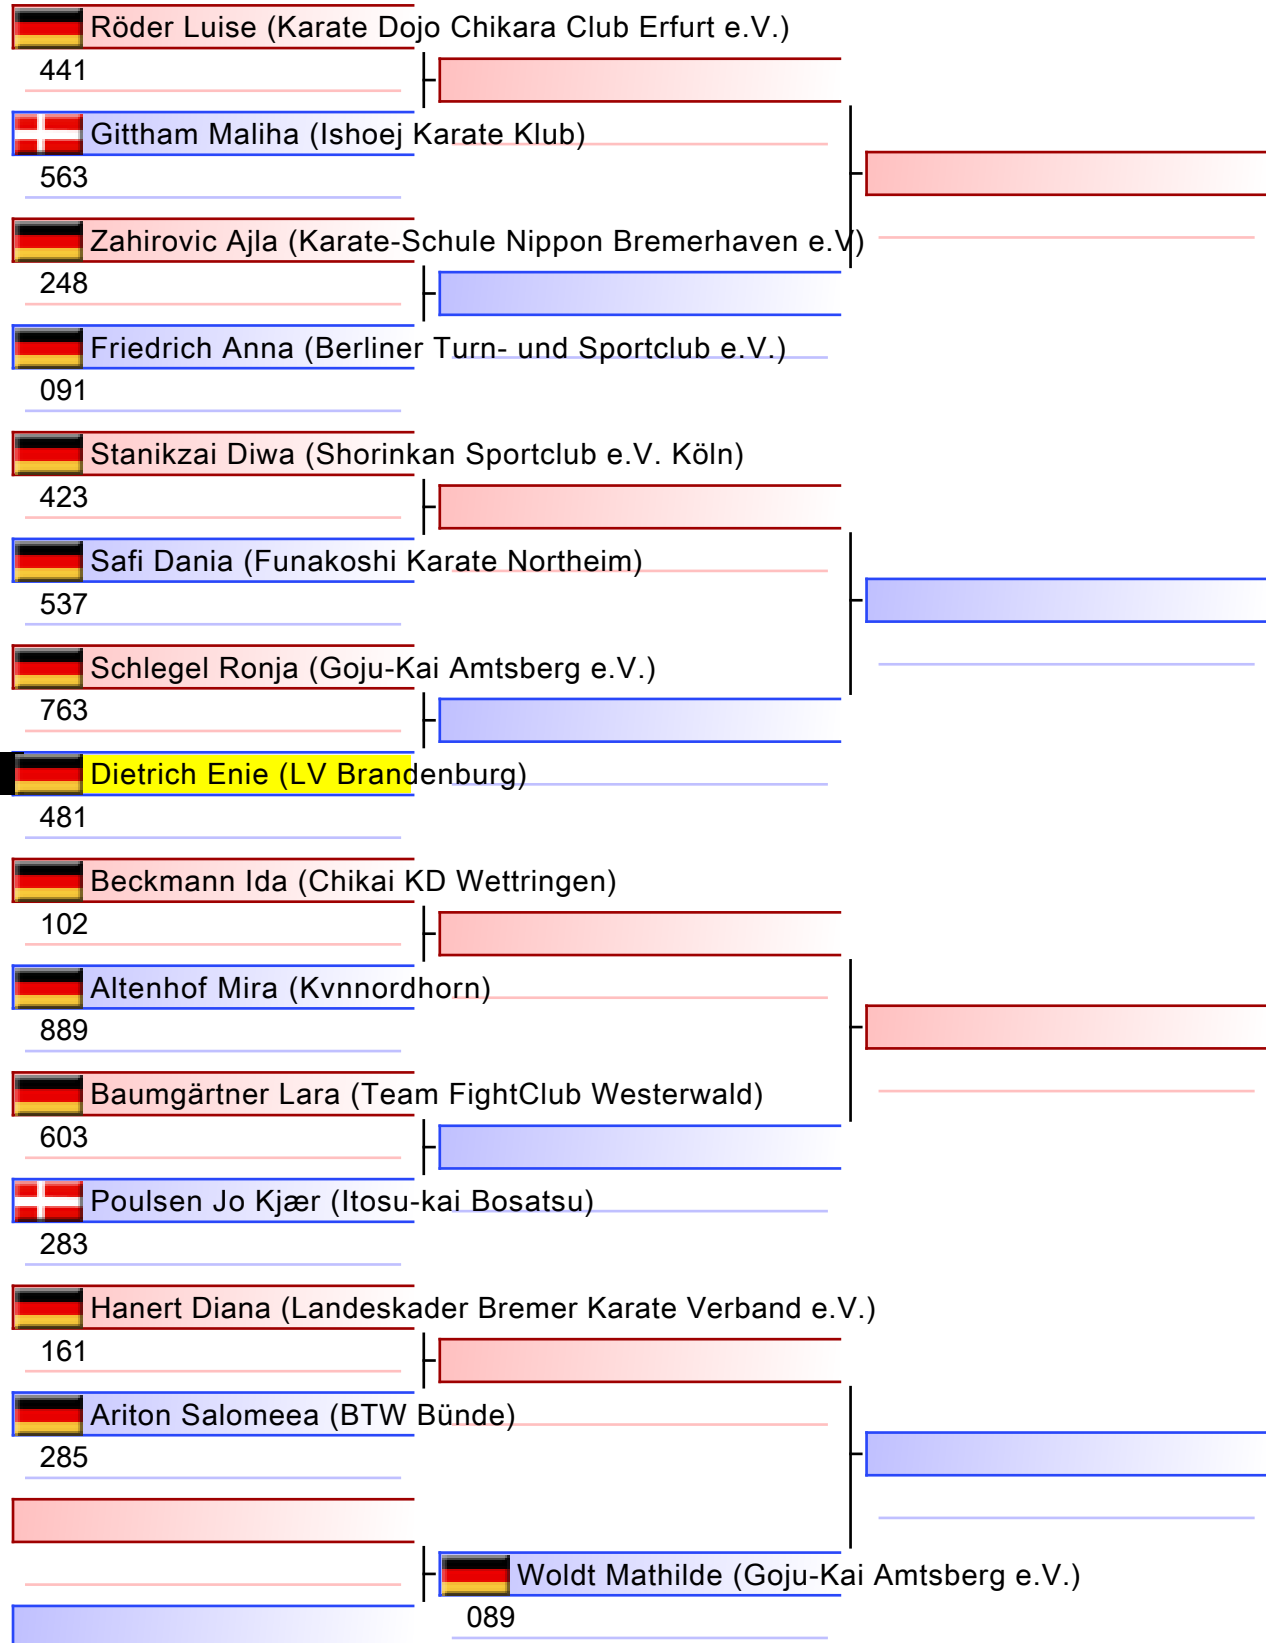 Röder Luise (Karate Dojo Chikara Club Erfurt e.V.)
441
Gittham Maliha (Ishoej Karate Klub)
563
Zahirovic Ajla (Karate-Schule Nippon Bremerhaven e.V)
248
Friedrich Anna (Berliner Turn- und Sportclub e.V.)
091
Stanikzai Diwa (Shorinkan Sportclub e.V. Köln)
423
Safi Dania (Funakoshi Karate Northeim)
537
Schlegel Ronja (Goju-Kai Amtsberg e.V.)
763
Dietrich Enie (LV Brandenburg)
481
Beckmann Ida (Chikai KD Wettringen)
102
Altenhof Mira (Kvnnordhorn)
889
Baumgärtner Lara (Team FightClub Westerwald)
603
Poulsen Jo Kjær (Itosu-kai Bosatsu)
283
Hanert Diana (Landeskader Bremer Karate Verband e.V.)
161
Ariton Salomeea (BTW Bünde)
285
Woldt Mathilde (Goju-Kai Amtsberg e.V.)
089